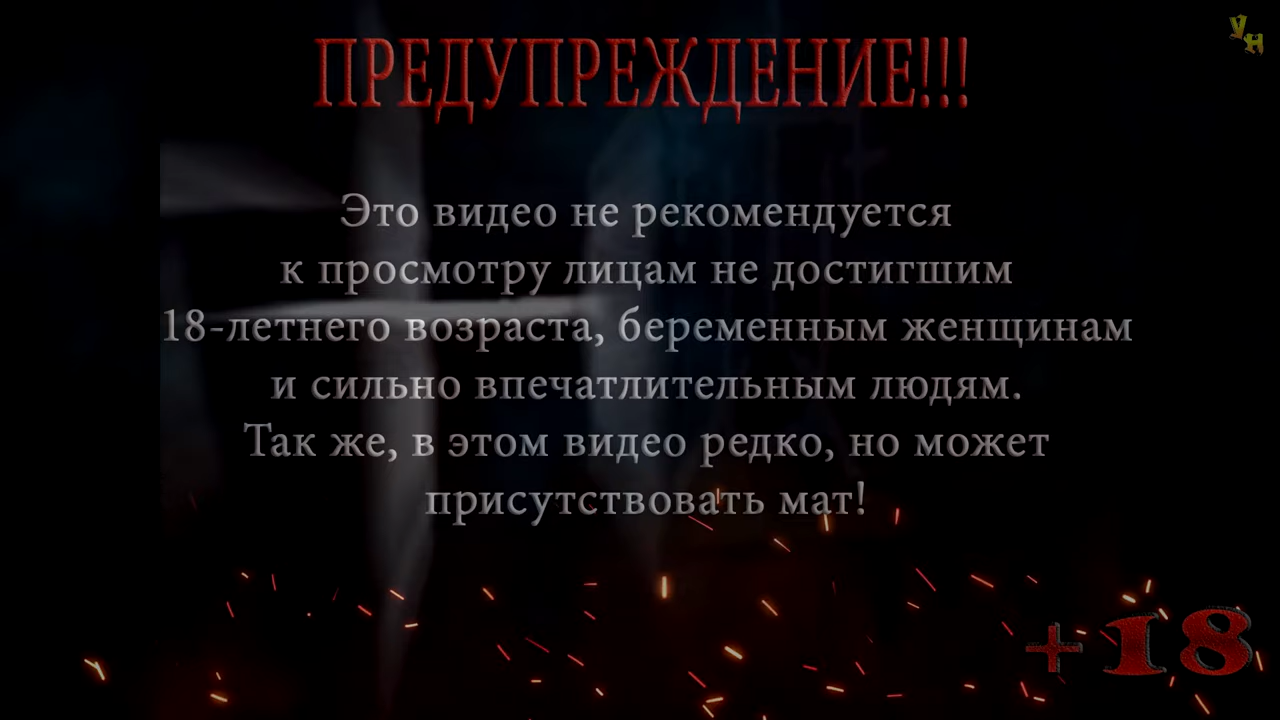 УН
ПРЕДУПРЕЖДЕНИЕ!!!
Это видео не рекомендуется
к просмотру лицам не достигшим
18-летнего возраста, беременным женщинам
и сильно впечатлительным людям.
Так же, в этом видео редко, но может
присутствовать мат!
+18